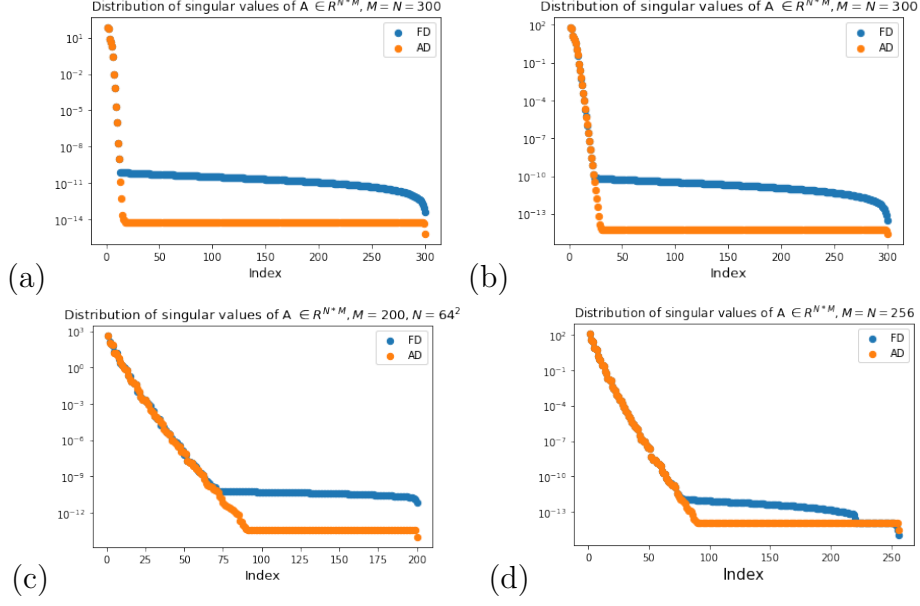 Distribution of singular values of A ∈ R^{N*M}, M = N = 300
10^1
10^{-2}
10^{-5}
10^{-8}
10^{-11}
10^{-14}
FD
AD
0 50 100 150 200 250 300
Index
(a)
Distribution of singular values of A ∈ R^{N*M}, M = N = 300
10^2
10^{-1}
10^{-4}
10^{-7}
10^{-10}
10^{-13}
FD
AD
0 50 100 150 200 250 300
Index
(b)
Distribution of singular values of A ∈ R^{N*M}, M = 200, N = 64^2
10^3
10^0
10^{-3}
10^{-6}
10^{-9}
10^{-12}
FD
AD
0 25 50 75 100 125 150 175 200
Index
(c)
Distribution of singular values of A ∈ R^{N*M}, M = N = 256
10^2
10^{-1}
10^{-4}
10^{-7}
10^{-10}
10^{-13}
FD
AD
0 50 100 150 200 250
Index
(d)